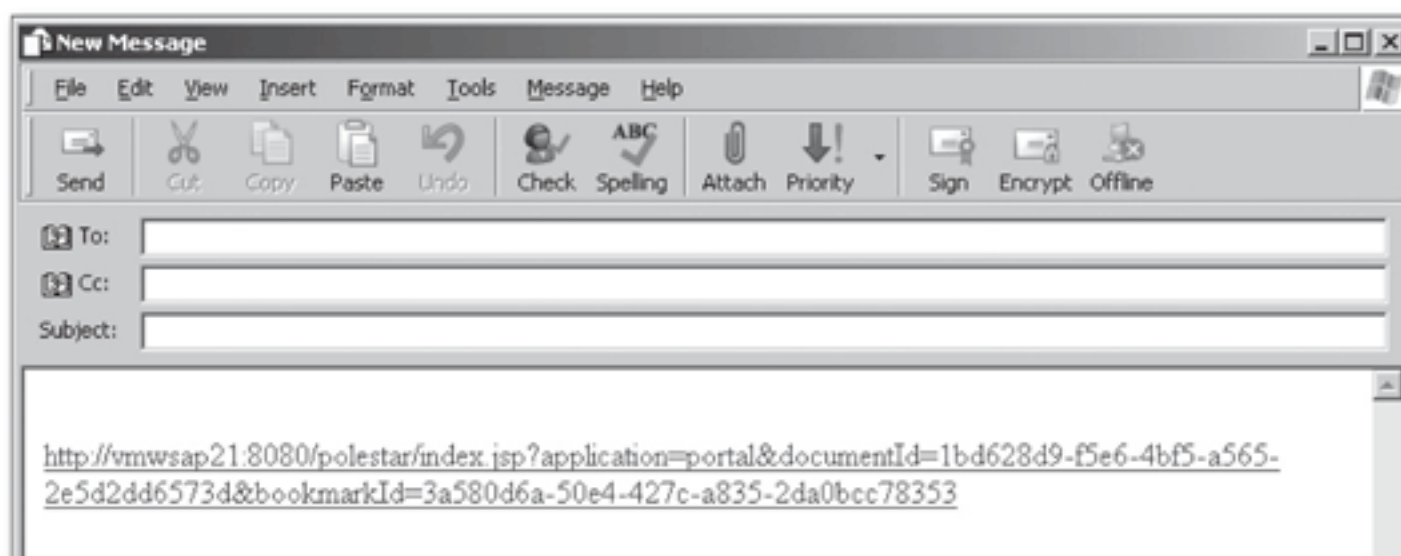 New Message
File Edit View Insert Format Tools Message Help
Send Cut Copy Paste Undo Check Spelling Attach Priority Sign Encrypt Offline
ABC
To:
Cc:
Subject:
http://vmwsap21:8080/polestar/index.jsp?application=portal&documentId=1bd628d9-f5e6-4bf5-a565-
2e5d2dd6573d&bookmarkId=3a580d6a-50e4-427c-a835-2da0bcc78353